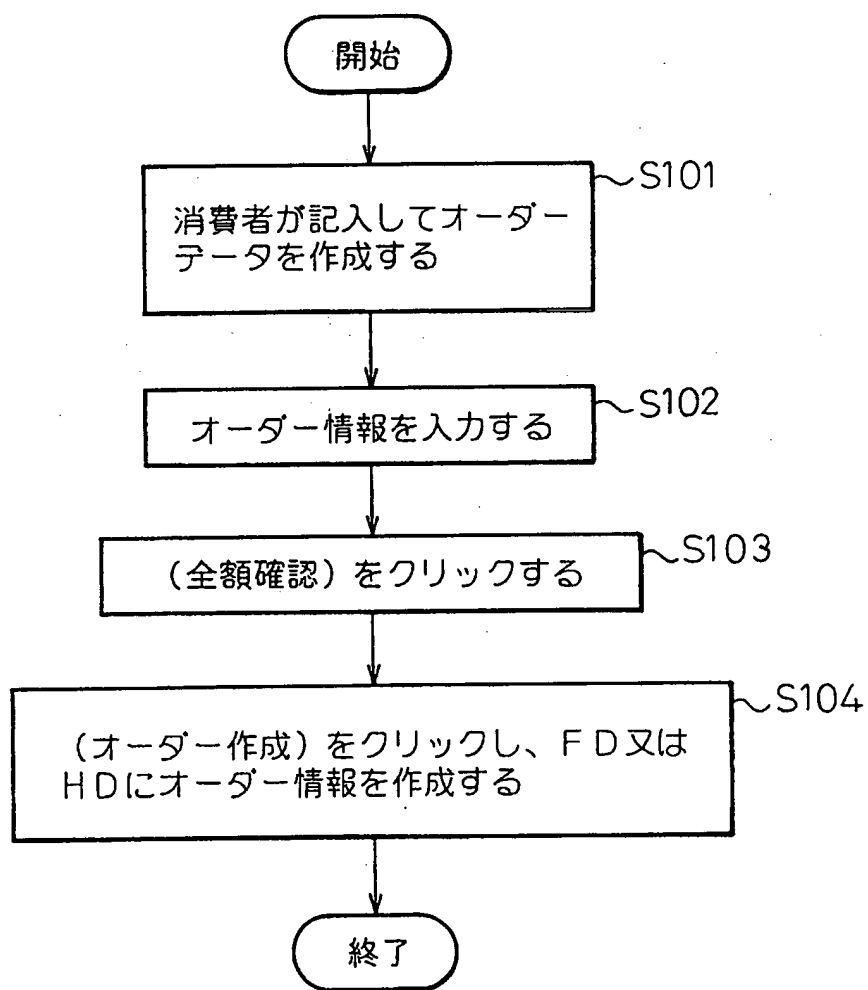 開始
S101
消費者が記入してオーダー
データを作成する
S102
オーダー情報を入力する
S103
（全額確認）をクリックする
S104
（オーダー作成）をクリックし、ＦＤ又は
ＨＤにオーダー情報を作成する
終了